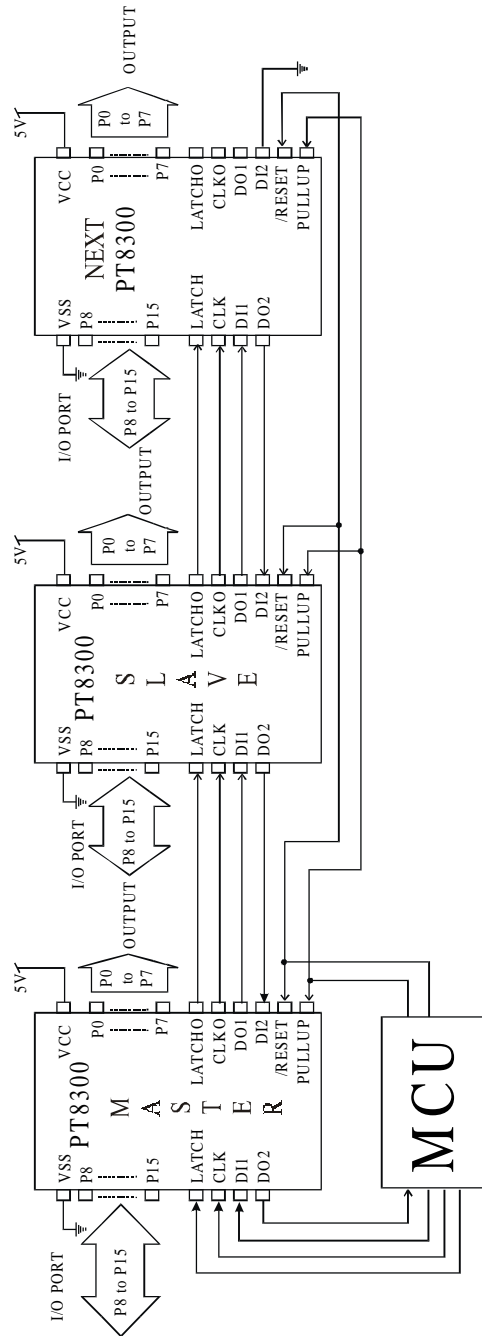 I/O PORT
P8 to P15
VSS
P8
P15
LATCH
CLK
DI1
DO2
PT8300
M
A
S
T
E
R
5V
VCC
P0
P7
LATCHO
CLKO
DO1
DI2
/RESET
PULLUP
P0
to
P7
OUTPUT
I/O PORT
P8 to P15
VSS
P8
P15
LATCH
CLK
DI1
DO2
PT8300
S
L
A
V
E
5V
VCC
P0
P7
LATCHO
CLKO
DO1
DI2
/RESET
PULLUP
P0
to
P7
OUTPUT
I/O PORT
P8 to P15
VSS
P8
P15
LATCH
CLK
DI1
DO2
NEXT
PT8300
5V
VCC
P0
P7
LATCHO
CLKO
DO1
DI2
/RESET
PULLUP
P0
to
P7
OUTPUT
MCU